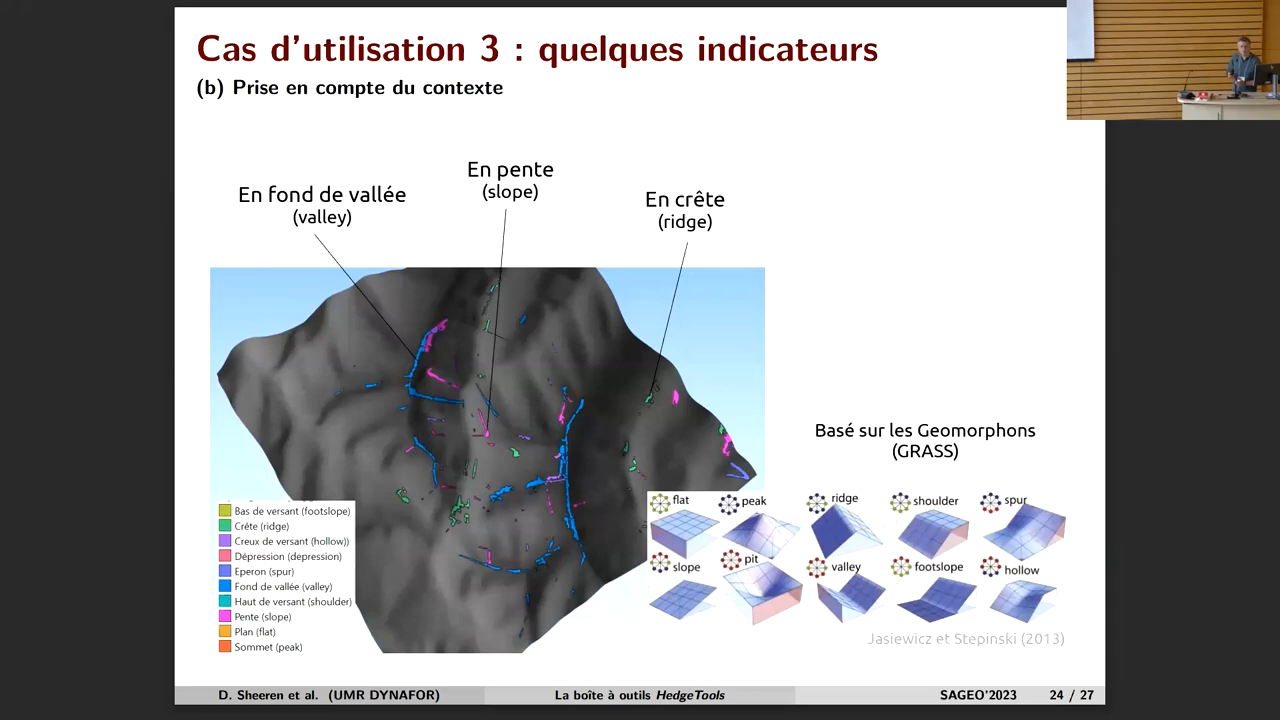 Cas d'utilisation 3 : quelques indicateurs
(b) Prise en compte du contexte
En pente
(slope)
En fond de vallée
(valley)
En crête
(ridge)
Basé sur les Geomorphons
(GRASS)
Bas de versant (footslope)
Crête (ridge)
Creux de versant (hollow))
Dépression (depression)
Eperon (spur)
Fond de vallée (valley)
Haut de versant (shoulder)
Pente (slope)
Plan (flat)
Sommet (peak)
flat
peak
ridge
shoulder
spur
slope
pit
valley
footslope
hollow
Jasiewicz et Stepinski (2013)
D. Sheeren et al. (UMR DYNAFOR)
La boîte à outils HedgeTools
SAGEO'2023
24 / 27